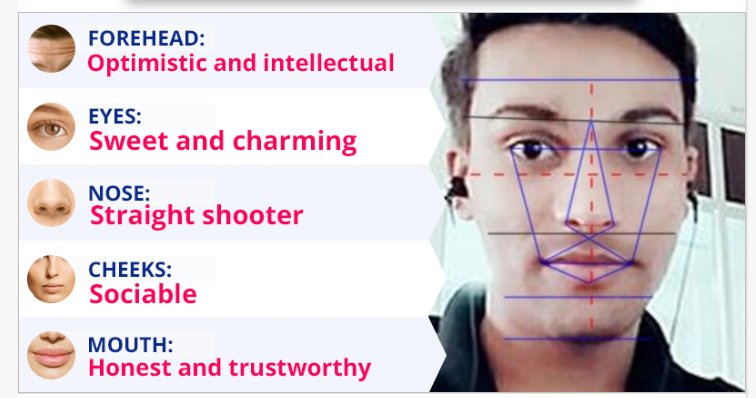 FOREHEAD:
Optimistic and intellectual
EYES:
Sweet and charming
NOSE:
Straight shooter
CHEEKS:
Sociable
MOUTH:
Honest and trustworthy